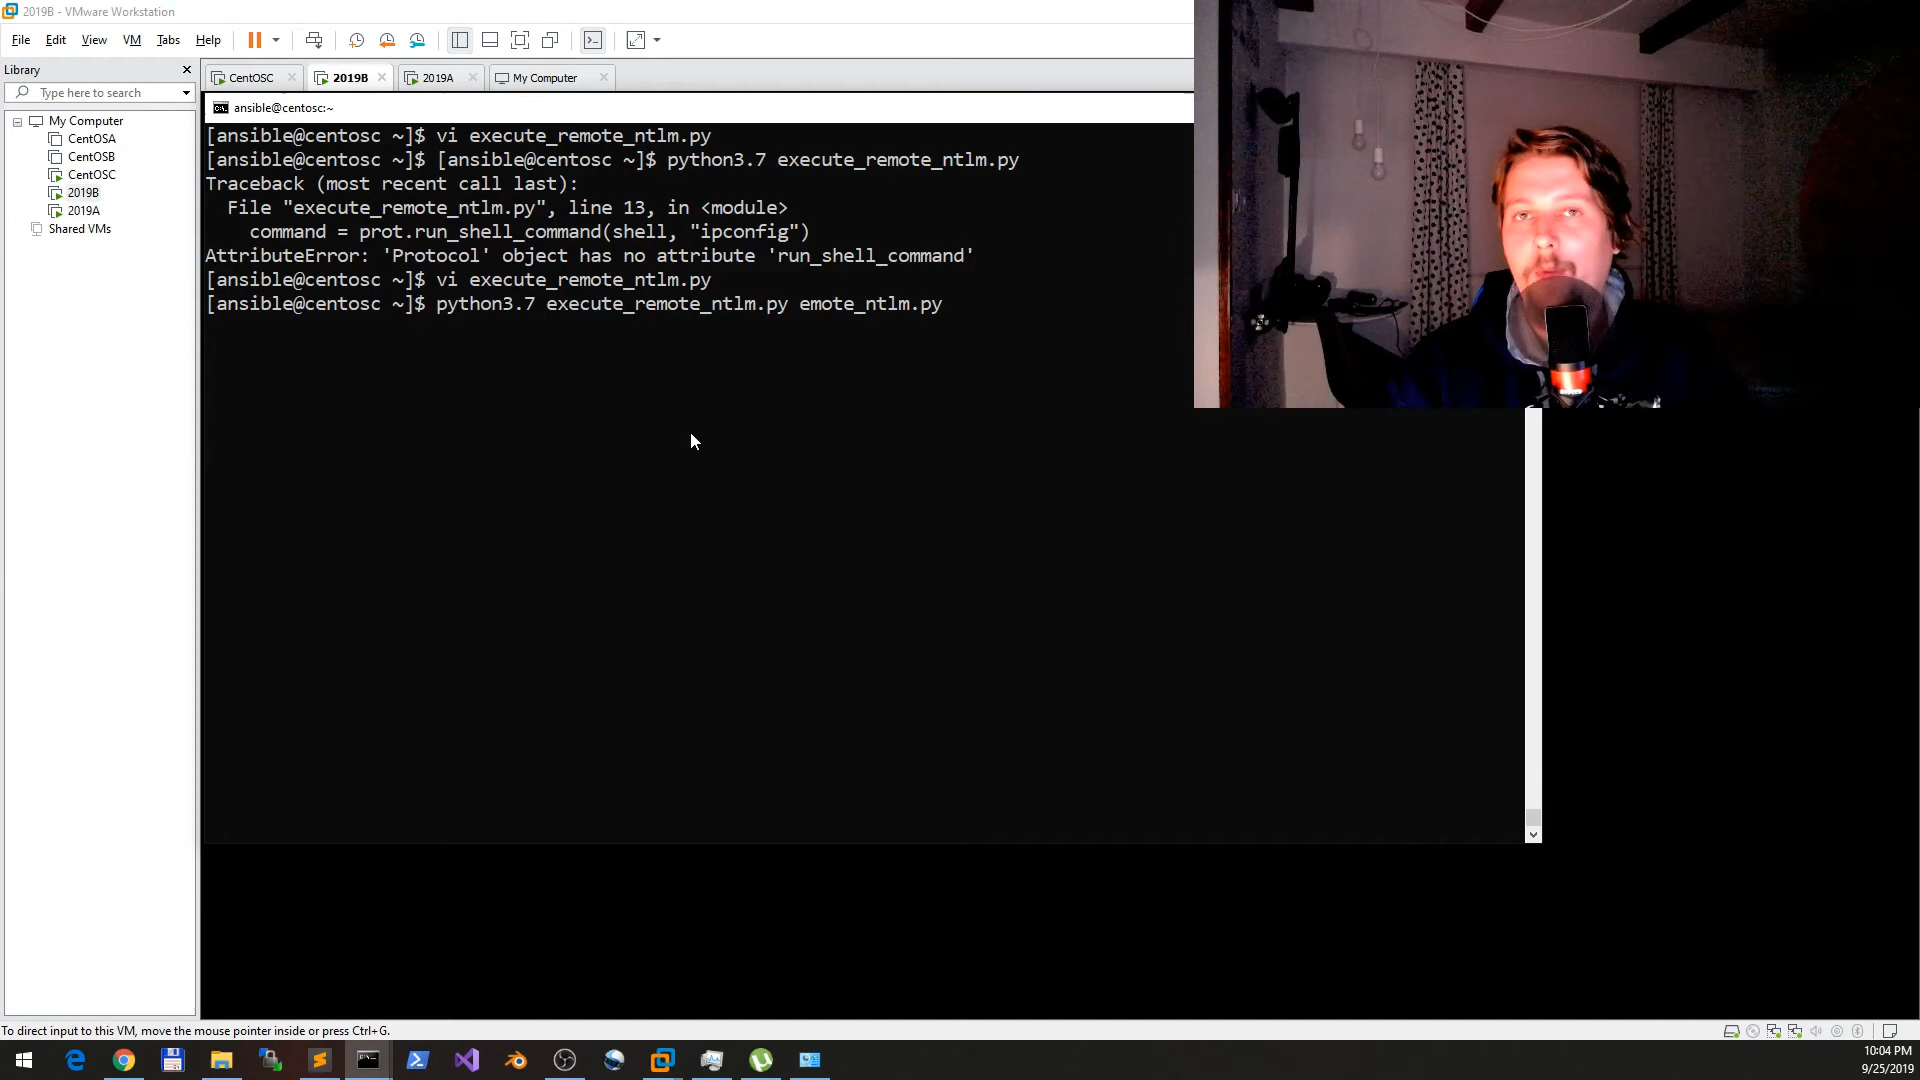 2019B - VMware Workstation
File Edit View VM Tabs Help
Library
Type here to search
CentOSC 2019B 2019A My Computer
My Computer
CentOSA
CentOSB
CentOSC
2019B
2019A
Shared VMs
ansible@centosc:~
[ansible@centosc ~]$ vi execute_remote_ntlm.py
[ansible@centosc ~]$ [ansible@centosc ~]$ python3.7 execute_remote_ntlm.py
Traceback (most recent call last):
File "execute_remote_ntlm.py", line 13, in <module>
command = prot.run_shell_command(shell, "ipconfig")
AttributeError: 'Protocol' object has no attribute 'run_shell_command'
[ansible@centosc ~]$ vi execute_remote_ntlm.py
[ansible@centosc ~]$ python3.7 execute_remote_ntlm.py emote_ntlm.py
To direct input to this VM, move the mouse pointer inside or press Ctrl+G.
10:04 PM
9/25/2019